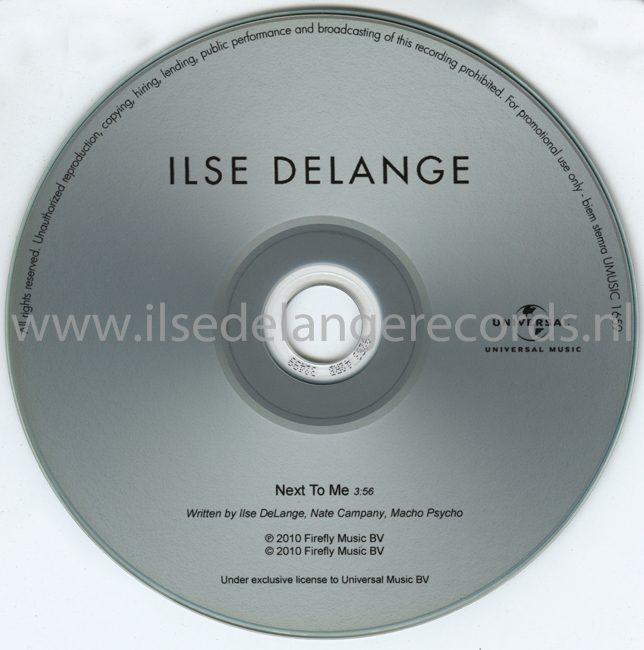 All rights reserved. Unauthorized reproduction, copying, hiring, lending, public performance and broadcasting of this recording prohibited. For promotional use only - biem stemra UMUSIC
ILSE DELANGE
www.ilsedelangerecords.nl
UNIVERSAL
UNIVERSAL MUSIC
Next To Me 3:56
Written by Ilse DeLange, Nate Campany, Macho Psycho
℗ 2010 Firefly Music BV
© 2010 Firefly Music BV
Under exclusive license to Universal Music BV